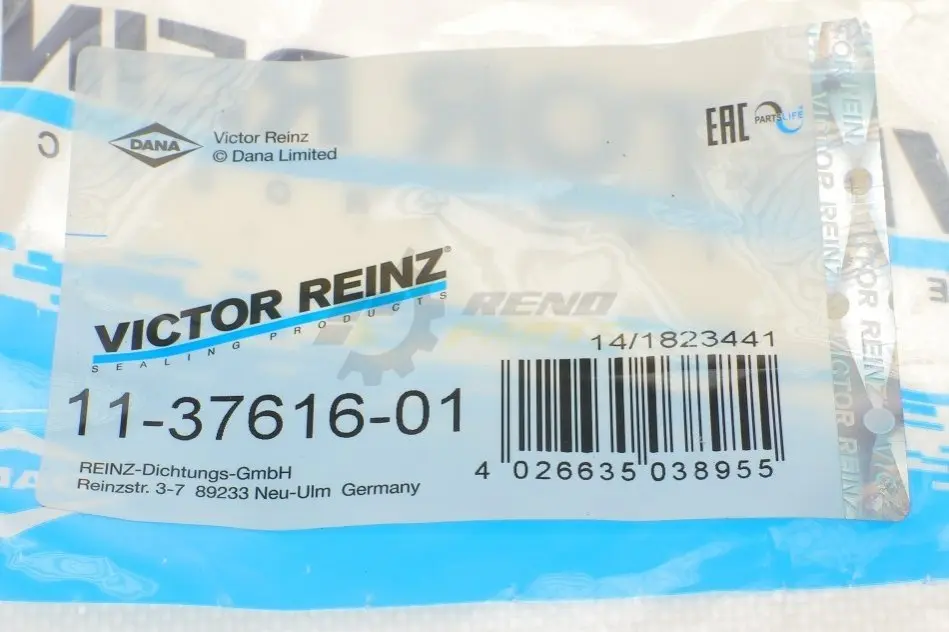 DANA
Victor Reinz
© Dana Limited
EAC
PARTSLIFE
VICTOR REINZ®
SEALING PRODUCTS
RENO
14/1823441
11-37616-01
4 026635 038955
REINZ-Dichtungs-GmbH
Reinzstr. 3-7 89233 Neu-Ulm Germany
VICTOR REINZ
VICTOR REINZ